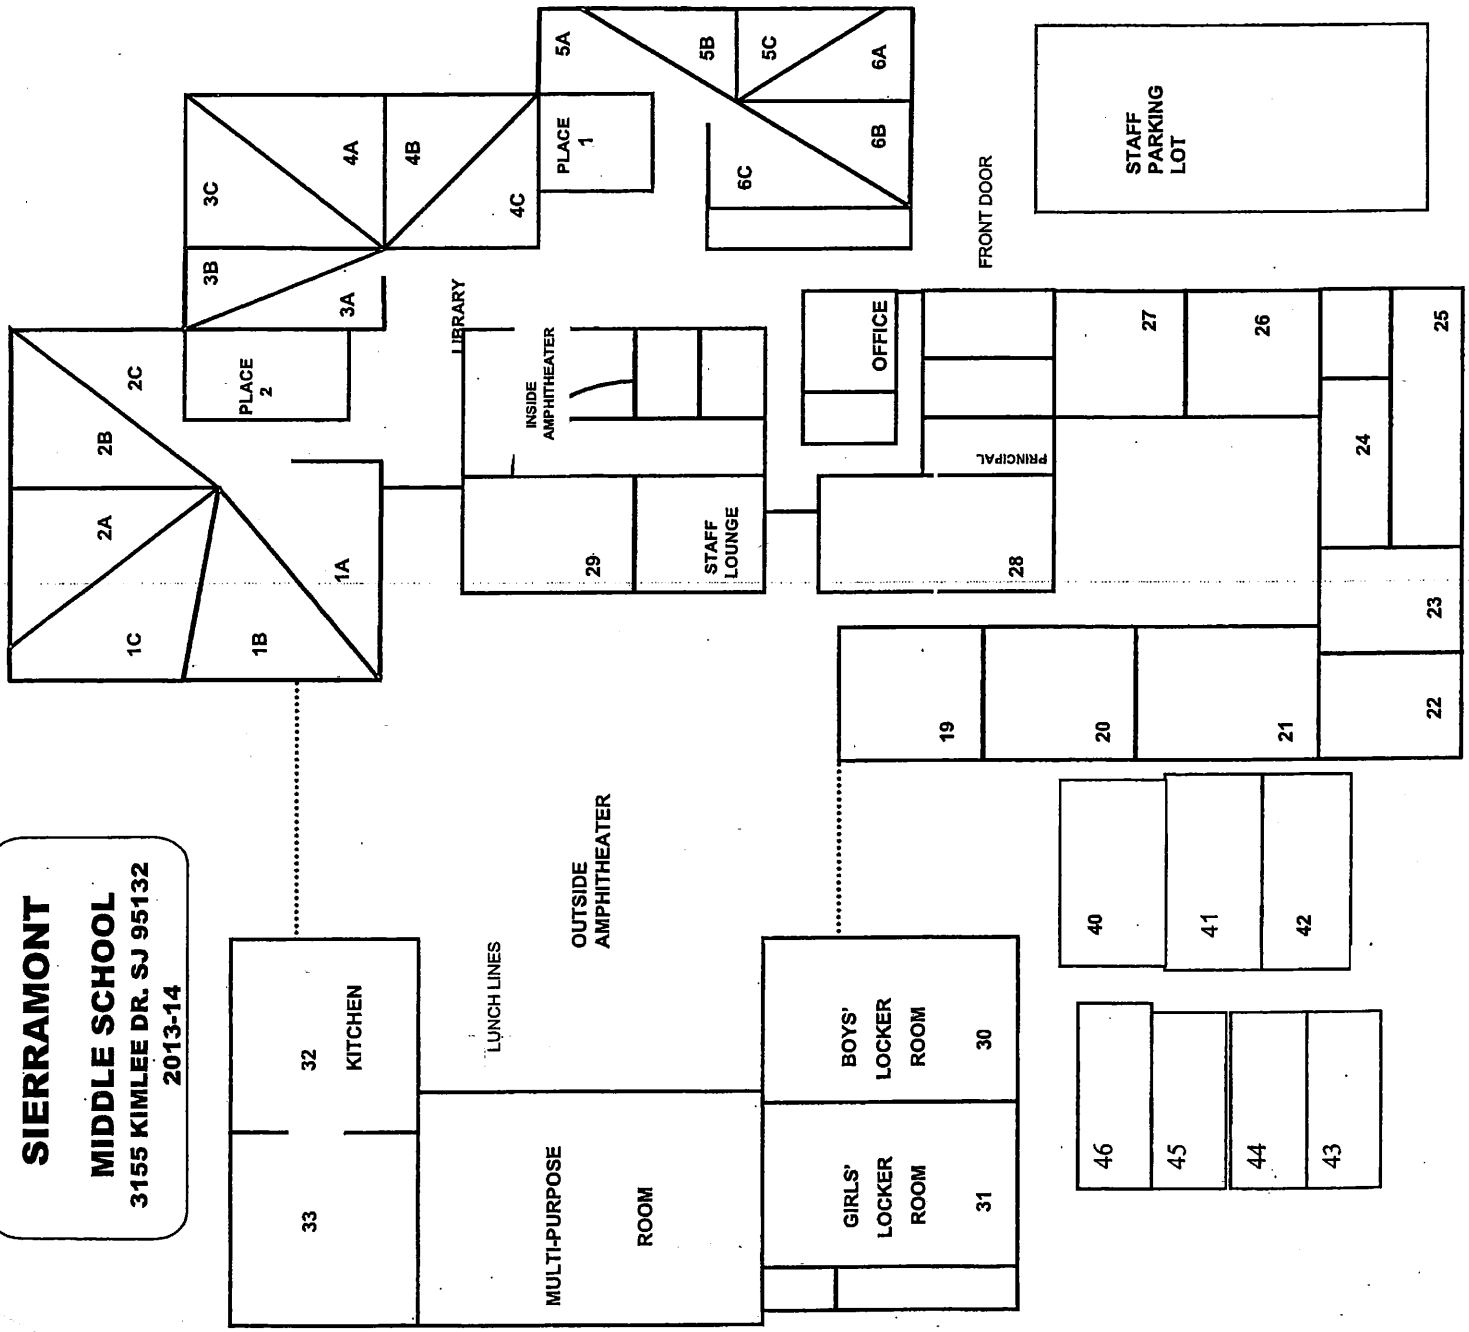 SIERRAMONT
MIDDLE SCHOOL
3155 KIMLEE DR. SJ 95132
2013-14
33
32
KITCHEN
MULTI-PURPOSE
ROOM
LUNCH LINES
OUTSIDE
AMPHITHEATER
GIRLS'
LOCKER
ROOM
31
BOYS'
LOCKER
ROOM
30
46
45
44
43
40
41
42
1C
1B
1A
2A
2B
2C
PLACE
2
3B
3A
3C
4A
4B
4C
PLACE
1
5A
5B
5C
6A
6B
6C
LIBRARY
INSIDE
AMPHITHEATER
29
STAFF
LOUNGE
OFFICE
PRINCIPAL
28
FRONT DOOR
STAFF
PARKING
LOT
19
20
21
22
23
24
25
26
27